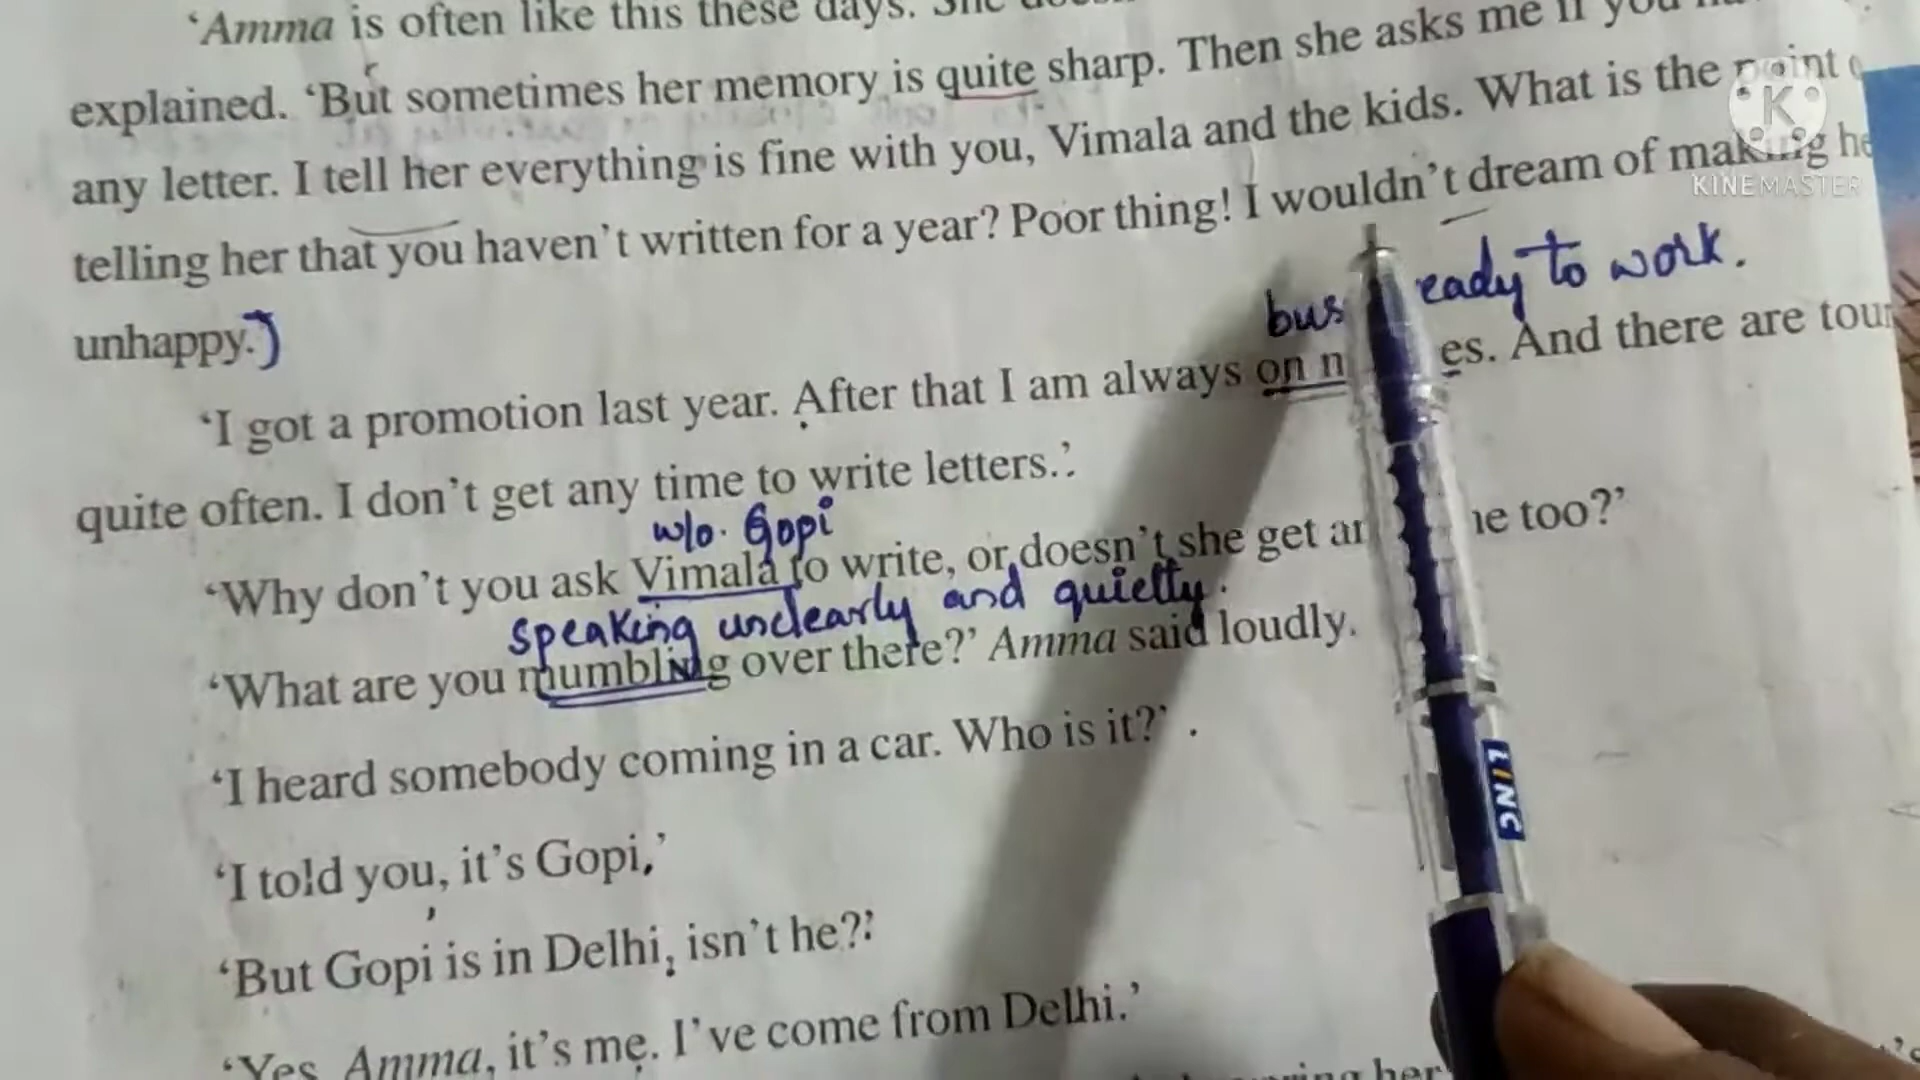 'Amma is often like this these days. She
explained. 'But sometimes her memory is quite sharp. Then she asks me if you
any letter. I tell her everything is fine with you, Vimala and the kids. What is the point
telling her that you haven't written for a year? Poor thing! I wouldn't dream of making he
KINEMASTER
unhappy.)
bus eady to work.
'I got a promotion last year. After that I am always on n es. And there are tour
quite often. I don't get any time to write letters.'
w/o. Gopi
'Why don't you ask Vimala to write, or doesn't she get an me too?'
speaking unclearly and quietly.
'What are you mumbling over there?' Amma said loudly.
'I heard somebody coming in a car. Who is it?'
'I told you, it's Gopi,'
'But Gopi is in Delhi, isn't he?'
'Yes, Amma, it's me. I've come from Delhi.'
her
LINC